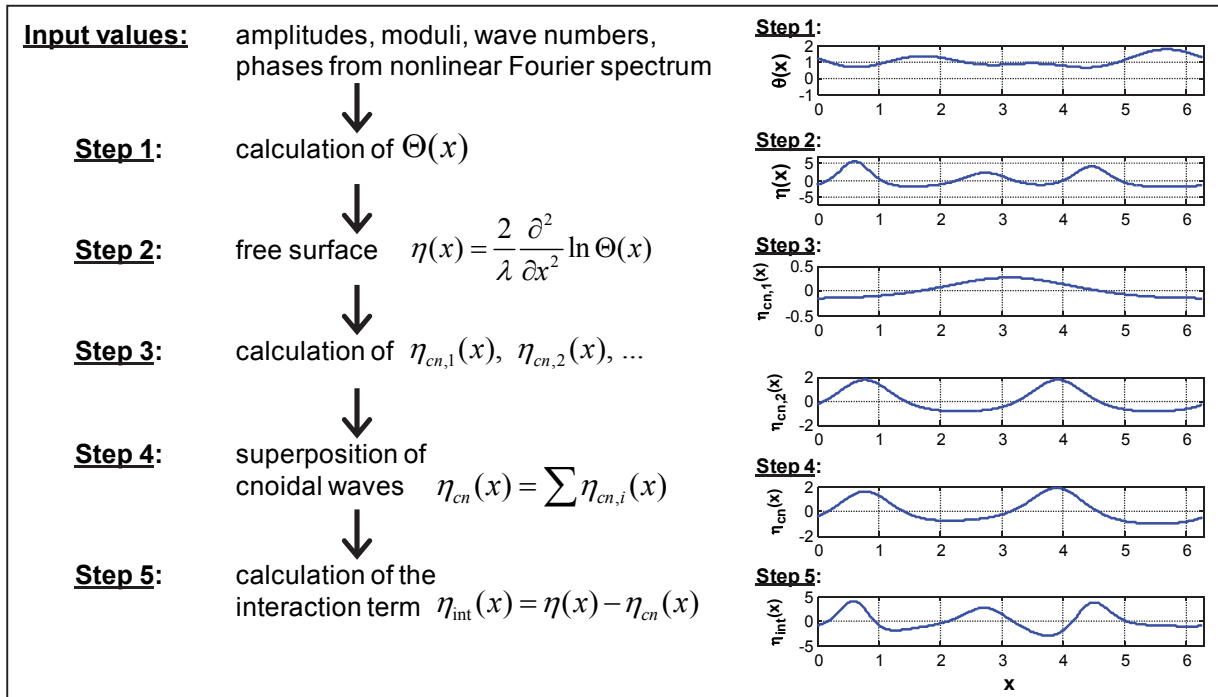 Input values: amplitudes, moduli, wave numbers,
phases from nonlinear Fourier spectrum
Step 1: calculation of Θ(x)
Step 2: free surface η(x) = 2/λ ∂²/∂x² ln Θ(x)
Step 3: calculation of η_cn,1(x), η_cn,2(x), ...
Step 4: superposition of
cnoidal waves η_cn(x) = ∑ η_cn,i(x)
Step 5: calculation of the
interaction term η_int(x) = η(x) − η_cn(x)
Step 1:
θ(x)
2
1
0
-1
0 1 2 3 4 5 6
Step 2:
η(x)
5
0
-5
0 1 2 3 4 5 6
Step 3:
η_cn,1(x)
0.5
0
-0.5
0 1 2 3 4 5 6
η_cn,2(x)
2
0
-2
0 1 2 3 4 5 6
Step 4:
η_cn(x)
2
0
-2
0 1 2 3 4 5 6
Step 5:
η_int(x)
5
0
-5
0 1 2 3 4 5 6
x